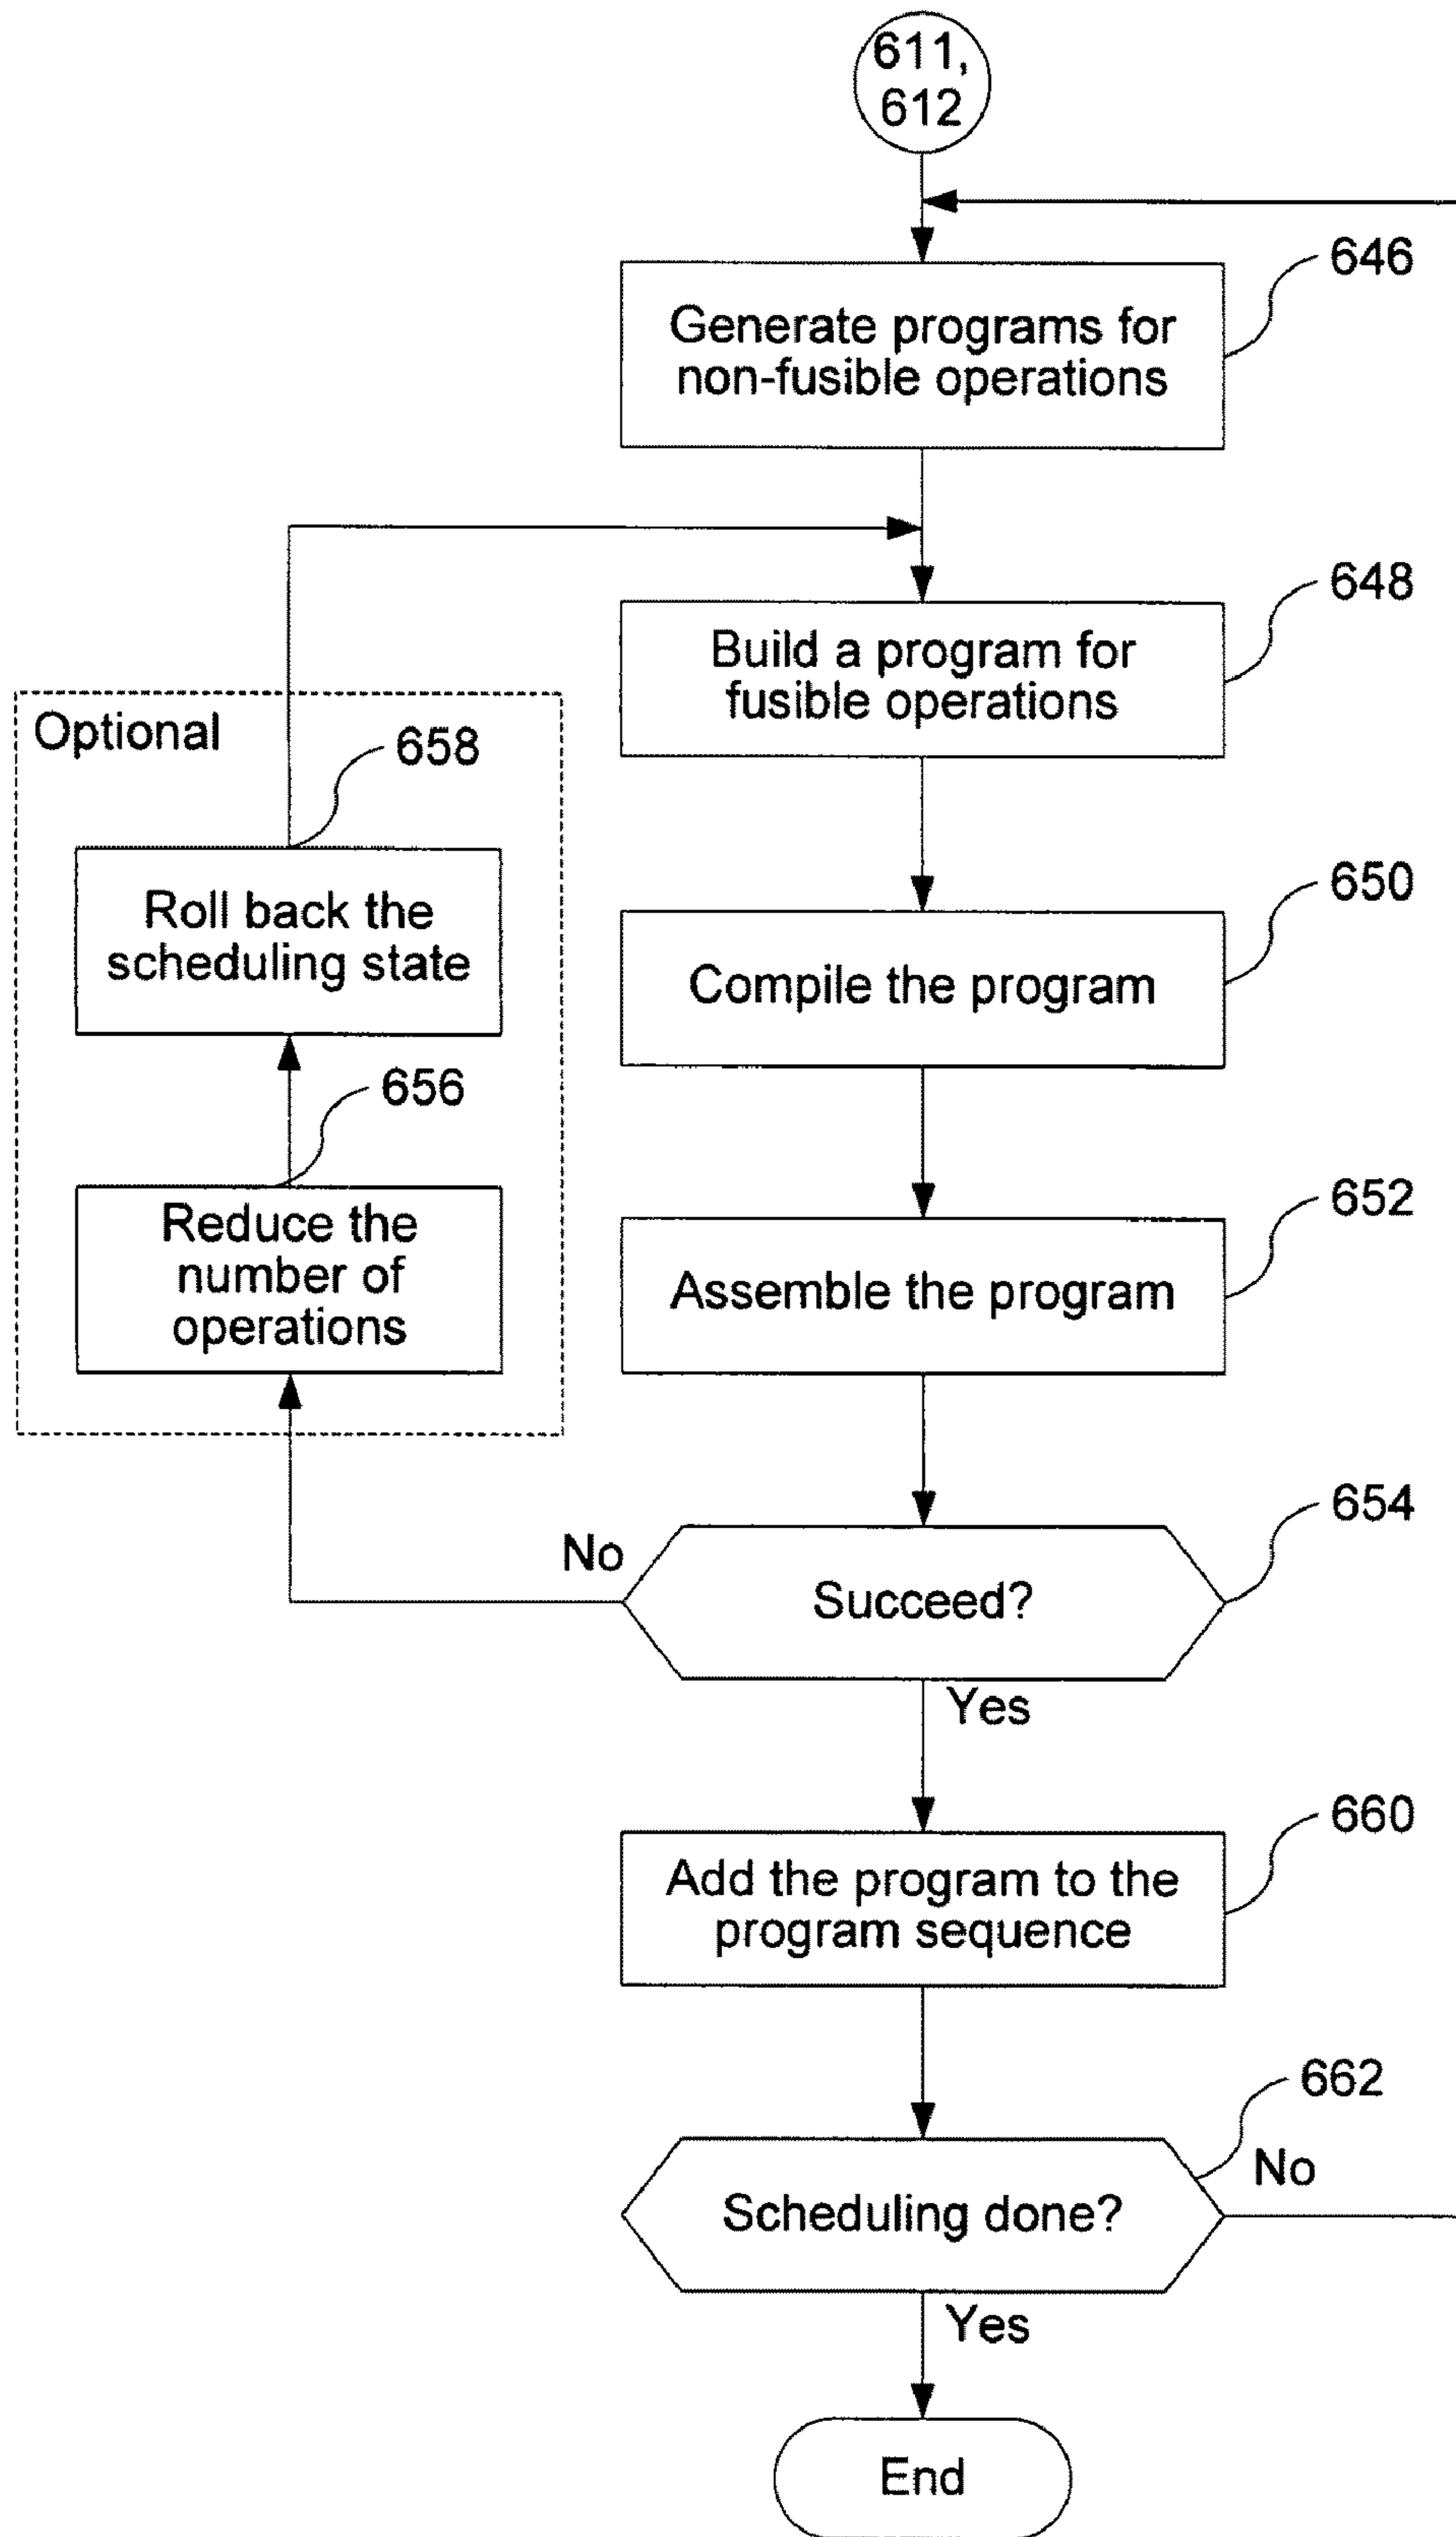 611,
612
646
Generate programs for
non-fusible operations
648
Build a program for
fusible operations
Optional
658
Roll back the
scheduling state
650
Compile the program
656
Reduce the
number of
operations
652
Assemble the program
654
No
Succeed?
Yes
660
Add the program to the
program sequence
662
No
Scheduling done?
Yes
End